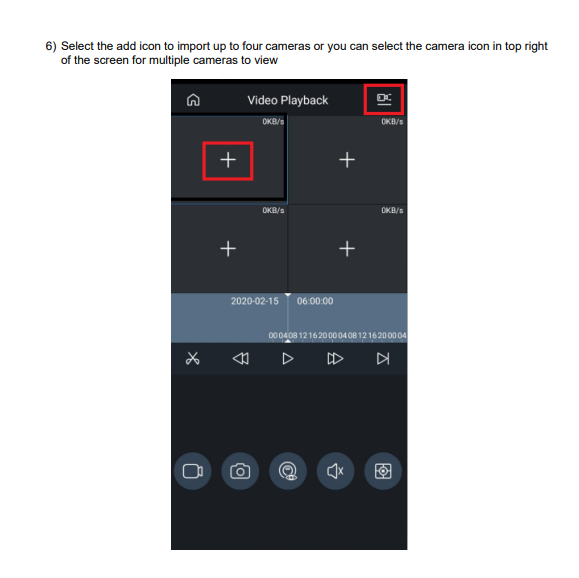 6) Select the add icon to import up to four cameras or you can select the camera icon in top right
of the screen for multiple cameras to view
Video Playback
0KB/s 0KB/s
0KB/s 0KB/s
2020-02-15 06:00:00
00 04 08 12 16 20 00 04 08 12 16 20 00 04